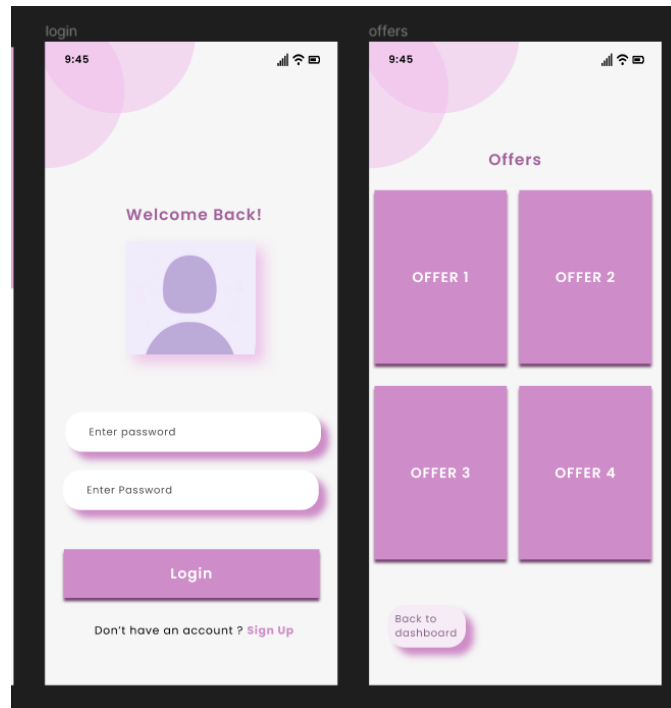 login
9:45
Welcome Back!
Enter password
Enter Password
Login
Don't have an account ? Sign Up
offers
9:45
Offers
OFFER 1
OFFER 2
OFFER 3
OFFER 4
Back to
dashboard